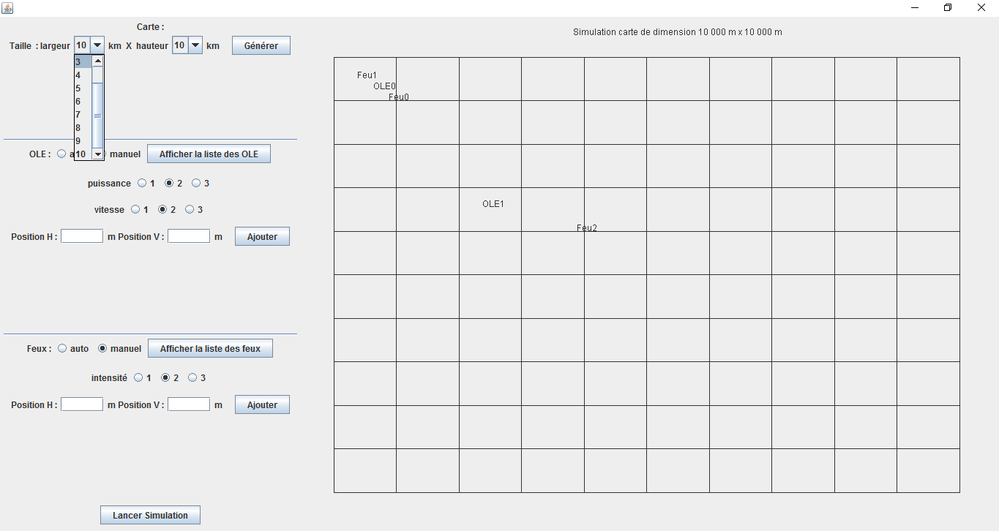 Carte :
Taille : largeur 10 km X hauteur 10 km Générer
3
4
5
6
7
8
9
10
OLE : manuel Afficher la liste des OLE
puissance 1 2 3
vitesse 1 2 3
Position H : m Position V : m Ajouter
Feux : auto manuel Afficher la liste des feux
intensité 1 2 3
Position H : m Position V : m Ajouter
Lancer Simulation
Simulation carte de dimension 10 000 m x 10 000 m
Feu1
OLE0
Feu0
OLE1
Feu2